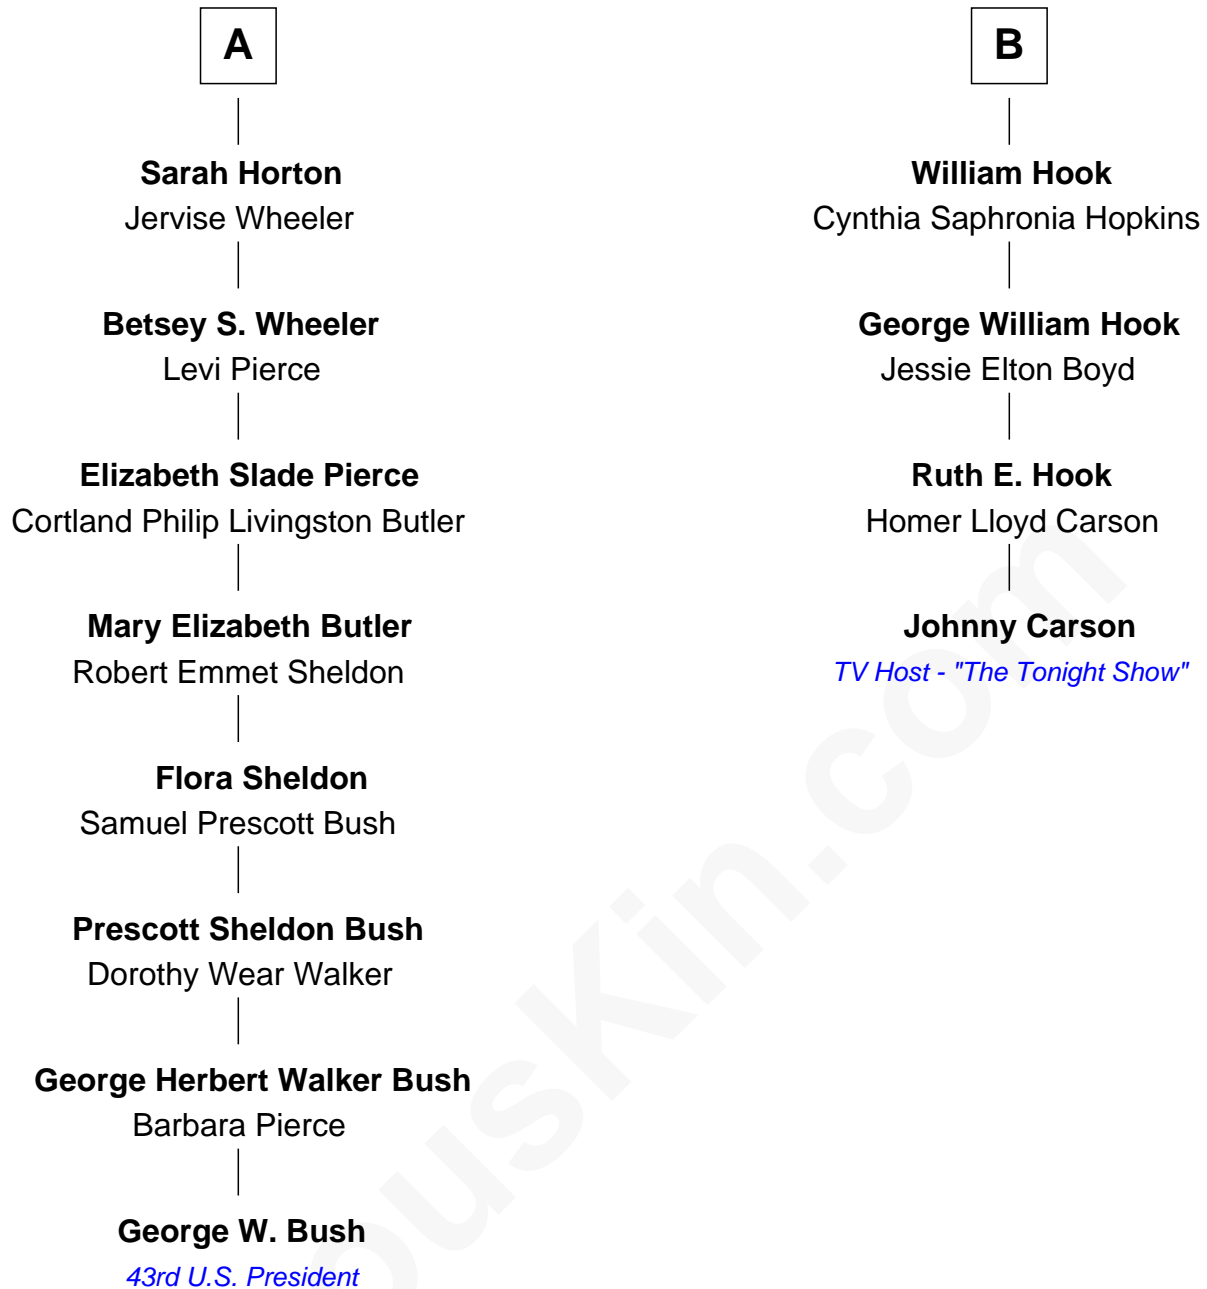 A
Sarah Horton
Jervise Wheeler
Betsey S. Wheeler
Levi Pierce
Elizabeth Slade Pierce
Cortland Philip Livingston Butler
Mary Elizabeth Butler
Robert Emmet Sheldon
Flora Sheldon
Samuel Prescott Bush
Prescott Sheldon Bush
Dorothy Wear Walker
George Herbert Walker Bush
Barbara Pierce
George W. Bush
43rd U.S. President
B
William Hook
Cynthia Saphronia Hopkins
George William Hook
Jessie Elton Boyd
Ruth E. Hook
Homer Lloyd Carson
Johnny Carson
TV Host - "The Tonight Show"
ousKin.com